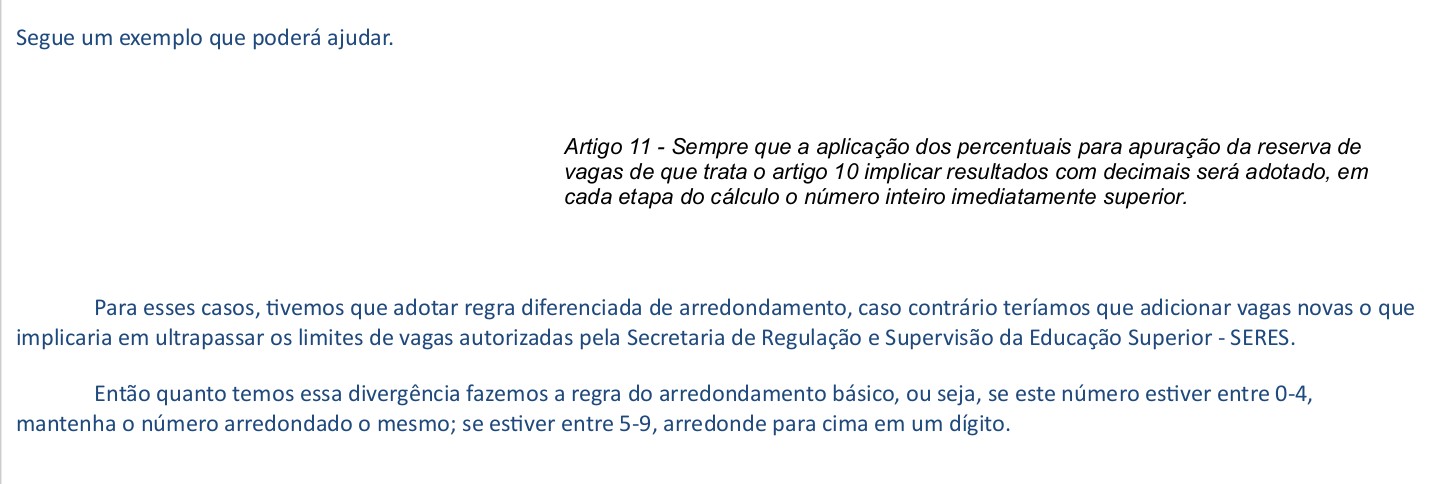 Segue um exemplo que poderá ajudar.
Artigo 11 - Sempre que a aplicação dos percentuais para apuração da reserva de
vagas de que trata o artigo 10 implicar resultados com decimais será adotado, em
cada etapa do cálculo o número inteiro imediatamente superior.
Para esses casos, tivemos que adotar regra diferenciada de arredondamento, caso contrário teríamos que adicionar vagas novas o que
implicaria em ultrapassar os limites de vagas autorizadas pela Secretaria de Regulação e Supervisão da Educação Superior - SERES.
Então quanto temos essa divergência fazemos a regra do arredondamento básico, ou seja, se este número estiver entre 0-4,
mantenha o número arredondado o mesmo; se estiver entre 5-9, arredonde para cima em um dígito.